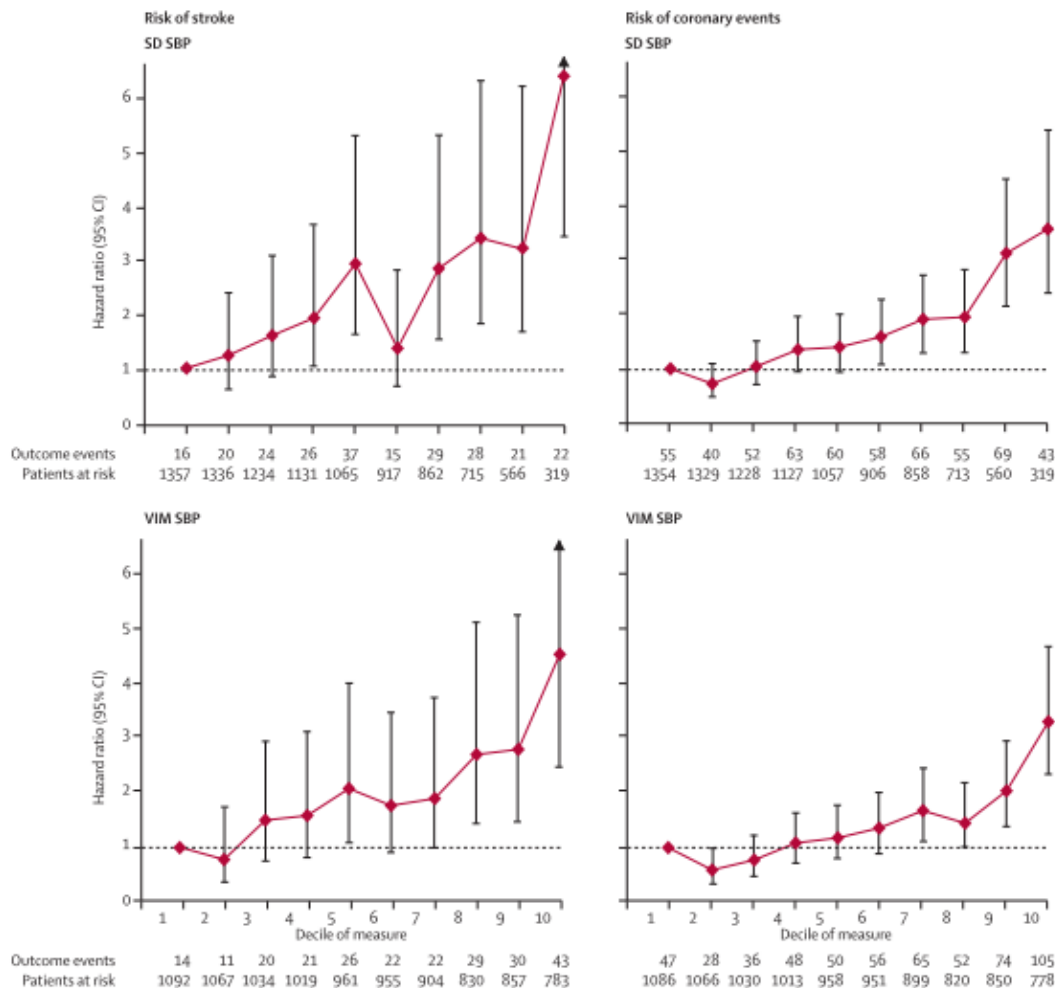 Risk of stroke
SD SBP
Risk of coronary events
SD SBP
Hazard ratio (95% CI)
6
5
4
3
2
1
0
Outcome events 16 20 24 26 37 15 29 28 21 22
Patients at risk 1357 1336 1234 1131 1065 917 862 715 566 319
55 40 52 63 60 58 66 55 69 43
1354 1329 1228 1127 1057 906 858 713 560 319
VIM SBP
VIM SBP
Hazard ratio (95% CI)
6
5
4
3
2
1
0
1 2 3 4 5 6 7 8 9 10
Decile of measure
1 2 3 4 5 6 7 8 9 10
Decile of measure
Outcome events 14 11 20 21 26 22 22 29 30 43
Patients at risk 1092 1067 1034 1019 961 955 904 830 857 783
47 28 36 48 50 56 65 52 74 105
1086 1066 1030 1013 958 951 899 820 850 778